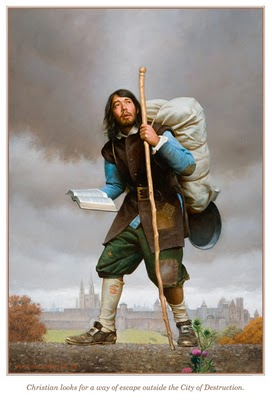 Christian looks for a way of escape outside the City of Destruction.